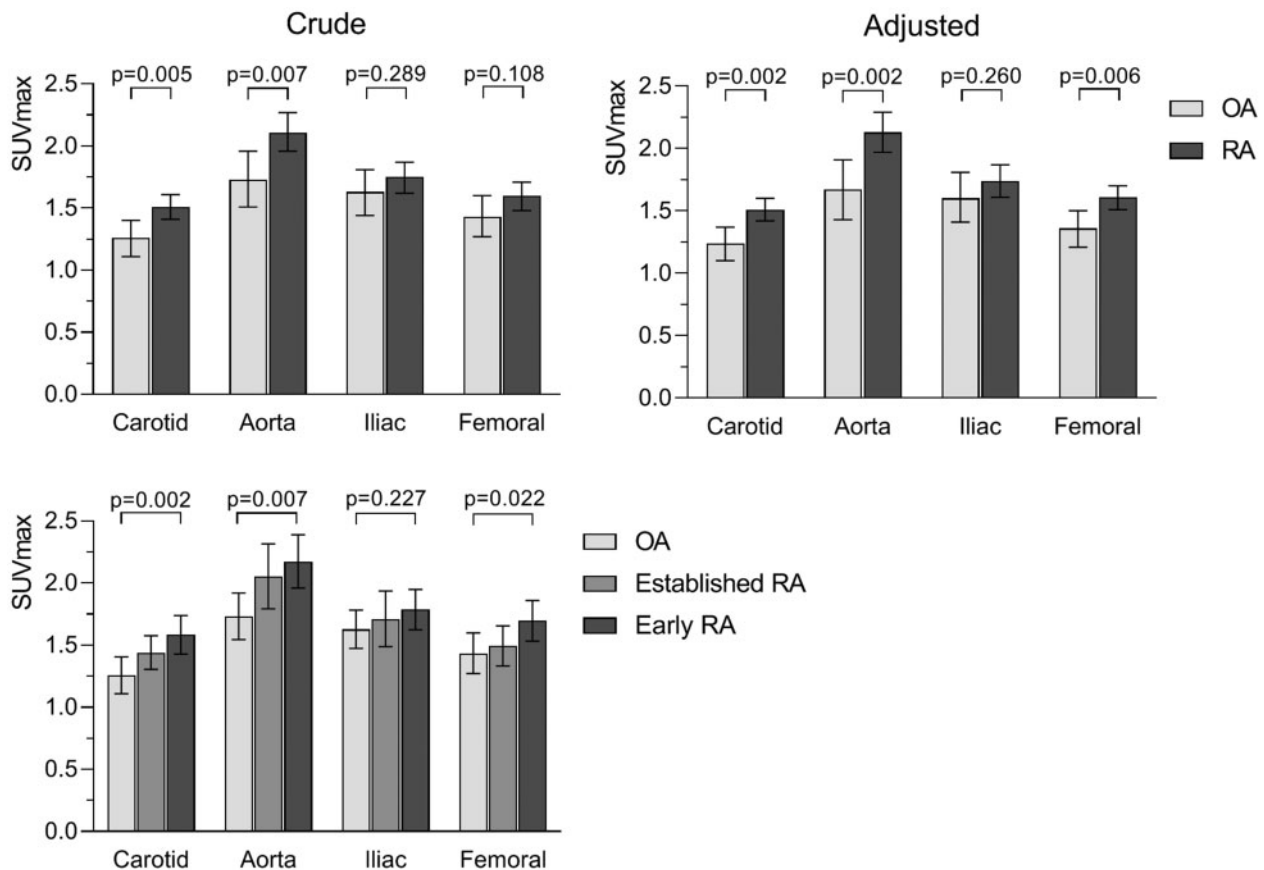 Crude
p=0.005 p=0.007 p=0.289 p=0.108
SUVmax
2.5
2.0
1.5
1.0
0.5
0.0
Carotid Aorta Iliac Femoral
Adjusted
p=0.002 p=0.002 p=0.260 p=0.006
SUVmax
2.5
2.0
1.5
1.0
0.5
0.0
Carotid Aorta Iliac Femoral
OA
RA
p=0.002 p=0.007 p=0.227 p=0.022
SUVmax
2.5
2.0
1.5
1.0
0.5
0.0
Carotid Aorta Iliac Femoral
OA
Established RA
Early RA